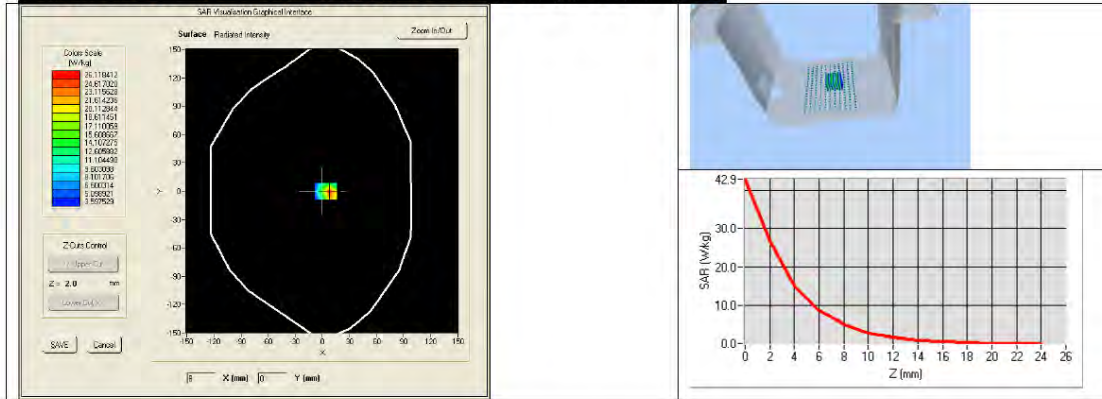 SAR Visualisation Graphical Interface
Surface Radiated Intensity
Zoom In/Out
Colors Scale
(W/kg)
26.118412
24.617020
23.115628
21.614236
20.112844
18.611451
17.110059
15.608667
14.107275
12.605882
11.104490
9.603098
8.101706
6.600314
5.098921
3.597529
150
120
90
60
30
0
-30
-60
-90
-120
-150
Y
-150 -120 -90 -60 -30 0 30 60 90 120 150
X
Z Cuts Control
Z = 2.0 mm
SAVE
Cancel
8 X (mm) 0 Y (mm)
42.9
30.0
20.0
10.0
0.0
SAR (W/kg)
0 2 4 6 8 10 12 14 16 18 20 22 24 26
Z (mm)